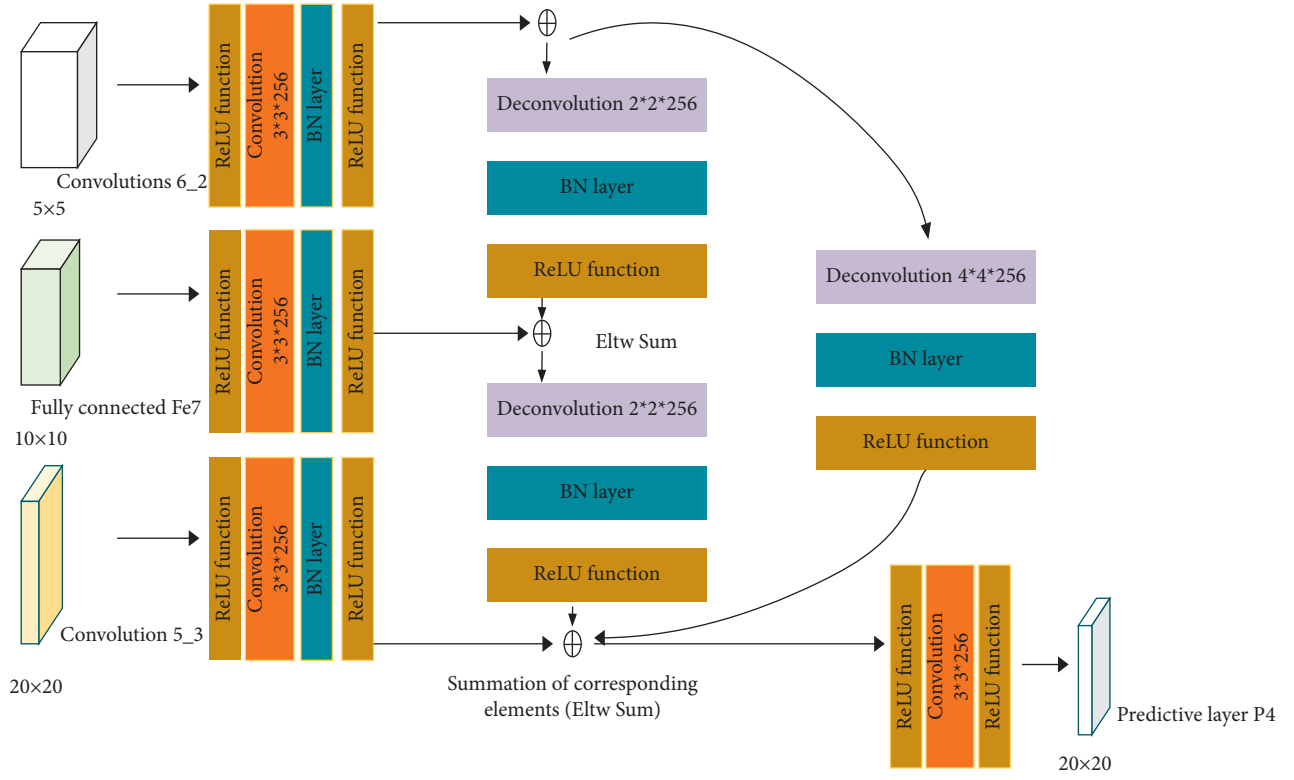 ReLU function
Convolution
3*3*256
BN layer
ReLU function
Convolutions 6_2
5×5
Deconvolution 2*2*256
BN layer
ReLU function
Deconvolution 4*4*256
BN layer
ReLU function
ReLU function
Convolution
3*3*256
BN layer
ReLU function
Eltw Sum
Fully connected Fe7
10×10
Deconvolution 2*2*256
BN layer
ReLU function
ReLU function
Convolution
3*3*256
BN layer
ReLU function
Convolution 5_3
20×20
Summation of corresponding
elements (Eltw Sum)
ReLU function
Convolution
3*3*256
ReLU function
Predictive layer P4
20×20